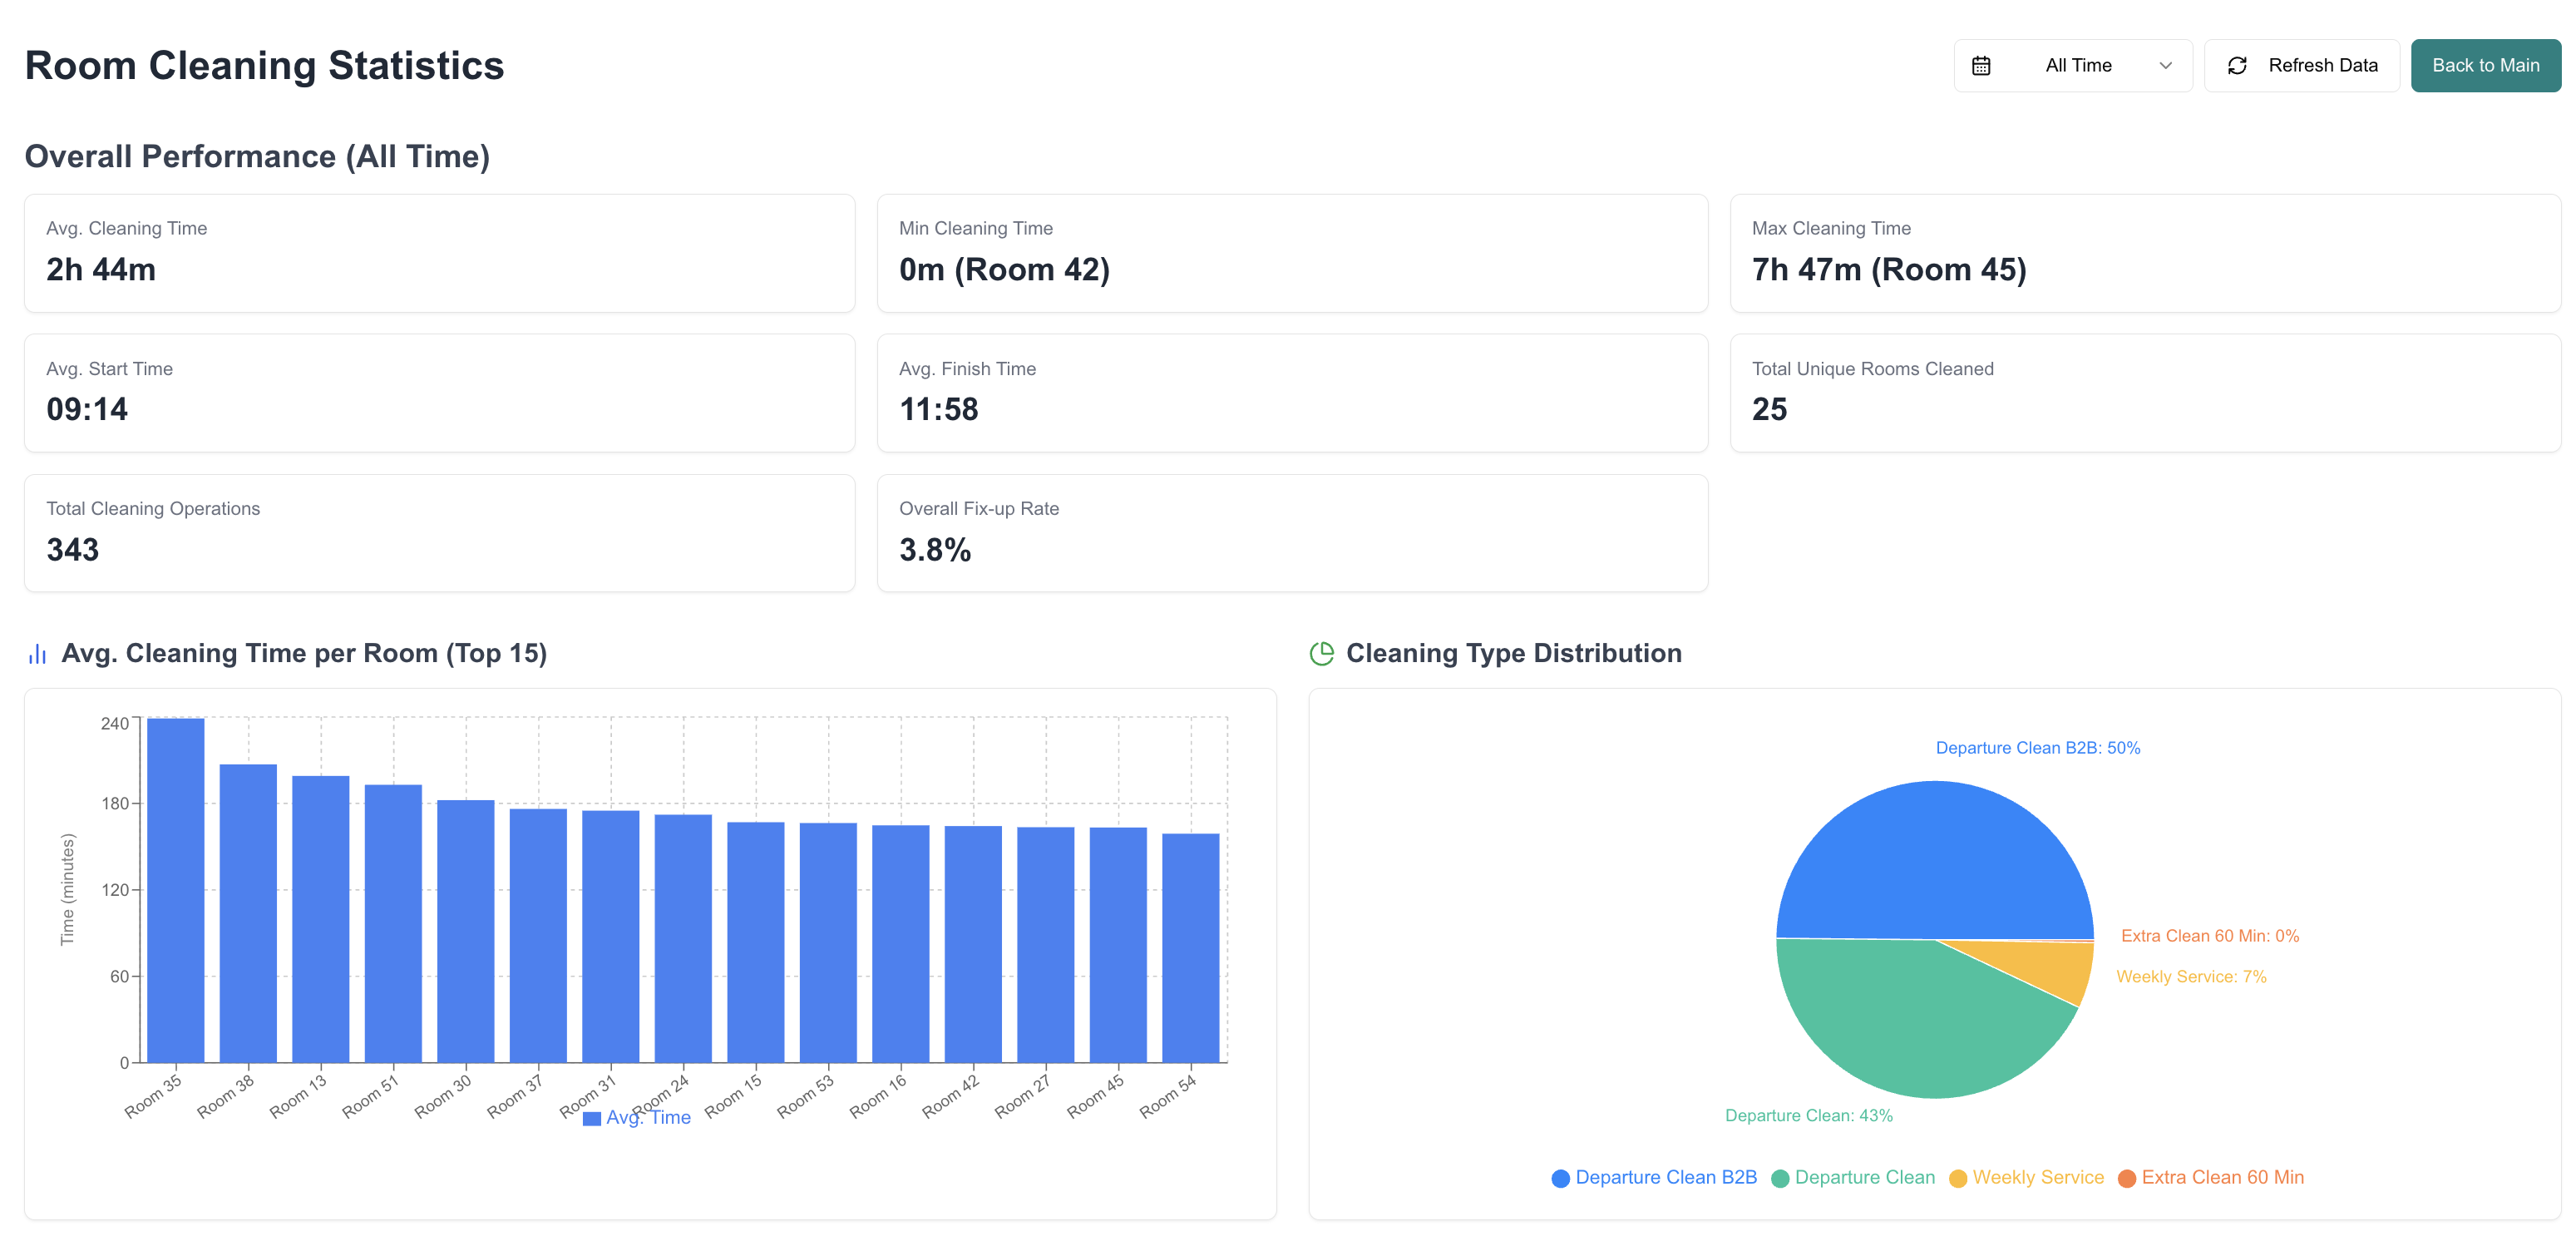 Room Cleaning Statistics
All Time
Refresh Data
Back to Main
Overall Performance (All Time)
Avg. Cleaning Time
2h 44m
Min Cleaning Time
0m (Room 42)
Max Cleaning Time
7h 47m (Room 45)
Avg. Start Time
09:14
Avg. Finish Time
11:58
Total Unique Rooms Cleaned
25
Total Cleaning Operations
343
Overall Fix-up Rate
3.8%
Avg. Cleaning Time per Room (Top 15)
240
180
120
60
0
Time (minutes)
Room 35
Room 38
Room 13
Room 51
Room 30
Room 37
Room 31
Room 24
Room 15
Room 53
Room 16
Room 42
Room 27
Room 45
Room 54
Avg. Time
Cleaning Type Distribution
Departure Clean B2B: 50%
Extra Clean 60 Min: 0%
Weekly Service: 7%
Departure Clean: 43%
Departure Clean B2B
Departure Clean
Weekly Service
Extra Clean 60 Min